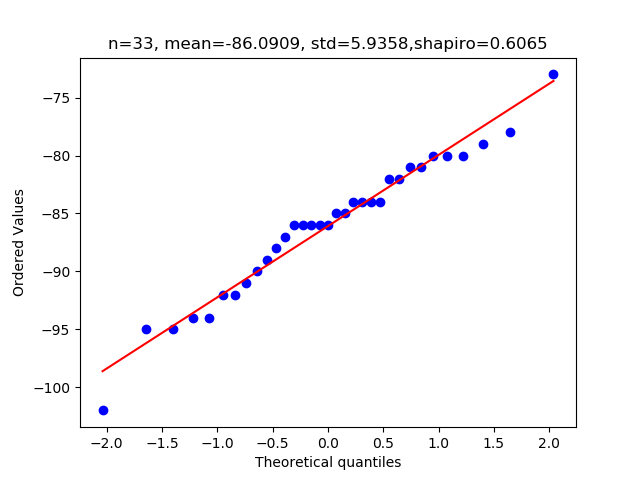 n=33, mean=-86.0909, std=5.9358,shapiro=0.6065
Ordered Values
−75
−80
−85
−90
−95
−100
−2.0 −1.5 −1.0 −0.5 0.0 0.5 1.0 1.5 2.0
Theoretical quantiles